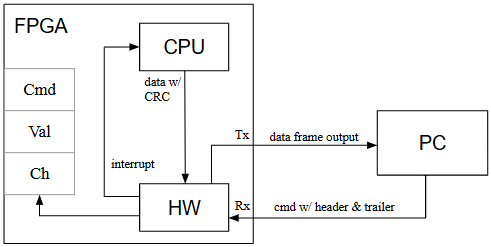 FPGA
CPU
Cmd
data w/
CRC
Val
Tx
data frame output
PC
Ch
interrupt
HW
Rx
cmd w/ header & trailer